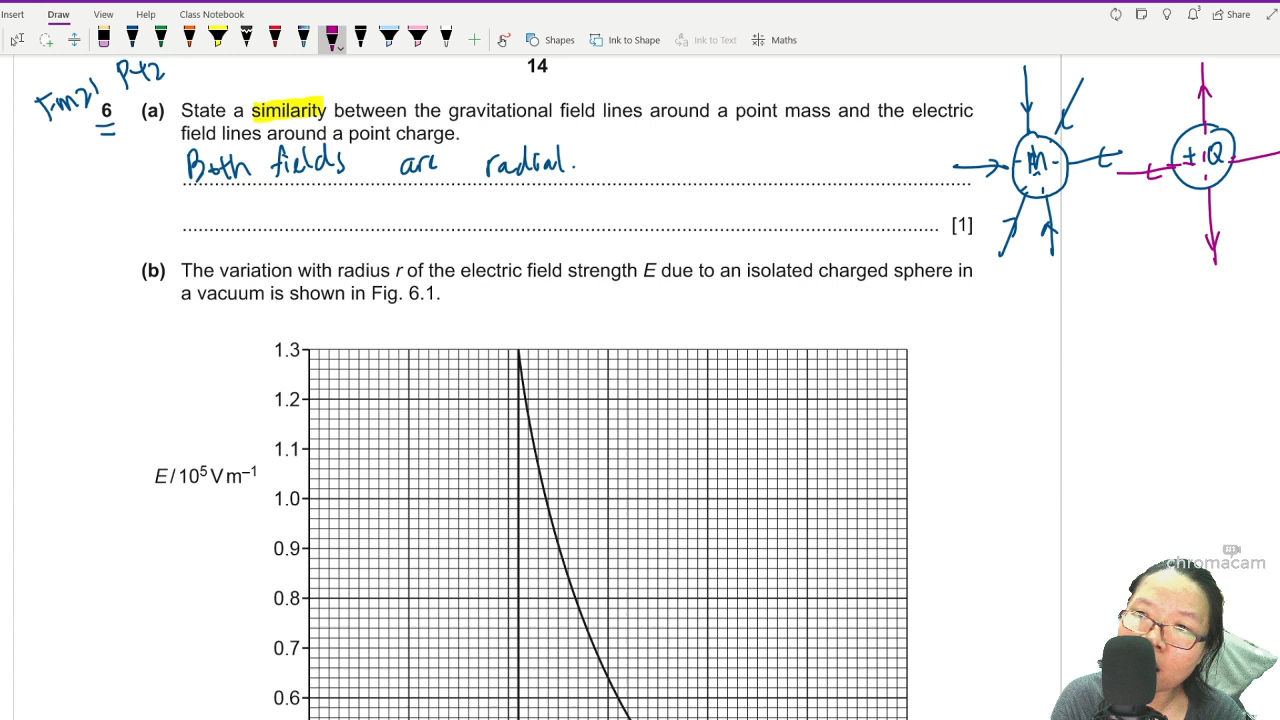 Insert Draw View Help Class Notebook
Share
Shapes Ink to Shape Ink to Text Maths
14
F-M21 P42
6 (a) State a similarity between the gravitational field lines around a point mass and the electric
field lines around a point charge.
Both fields are radial.
[1]
m
+ Q
(b) The variation with radius r of the electric field strength E due to an isolated charged sphere in
a vacuum is shown in Fig. 6.1.
1.3
1.2
1.1
E / 10⁵ V m⁻¹
1.0
0.9
0.8
0.7
0.6
chromacam